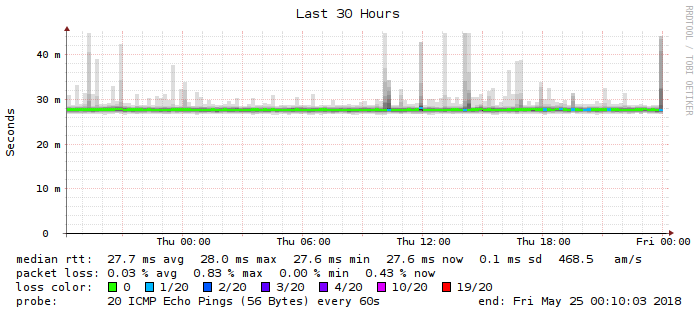 Last 30 Hours
RRDTOOL / TOBI OETIKER
Seconds
40 m
30 m
20 m
10 m
0
Thu 00:00 Thu 06:00 Thu 12:00 Thu 18:00 Fri 00:00
median rtt: 27.7 ms avg 28.0 ms max 27.6 ms min 27.6 ms now 0.1 ms sd 468.5 am/s
packet loss: 0.03 % avg 0.83 % max 0.00 % min 0.43 % now
loss color: 0 1/20 2/20 3/20 4/20 10/20 19/20
probe: 20 ICMP Echo Pings (56 Bytes) every 60s end: Fri May 25 00:10:03 2018